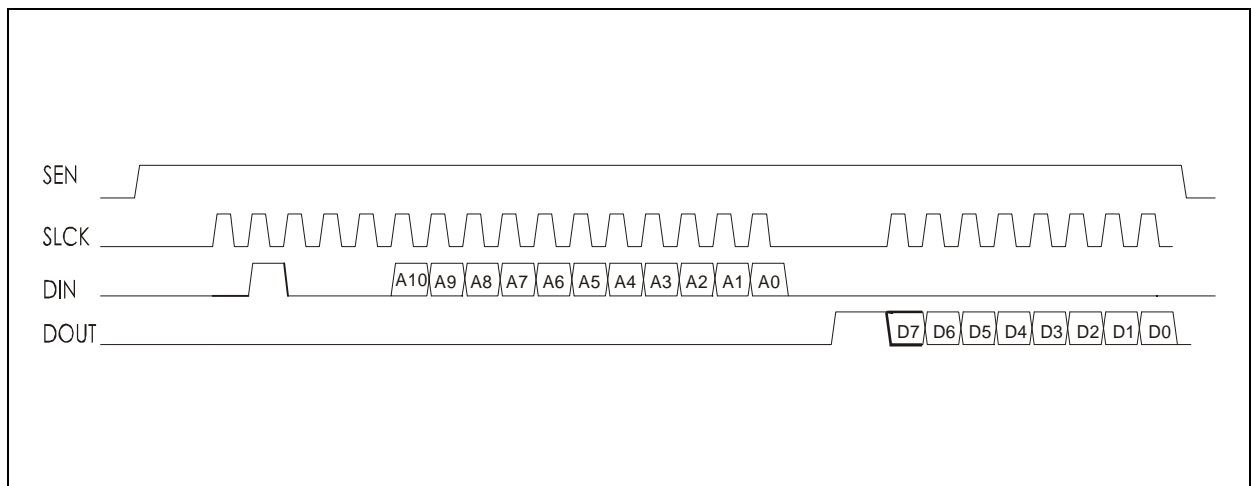 SEN
SLCK
DIN A10 A9 A8 A7 A6 A5 A4 A3 A2 A1 A0
DOUT D7 D6 D5 D4 D3 D2 D1 D0